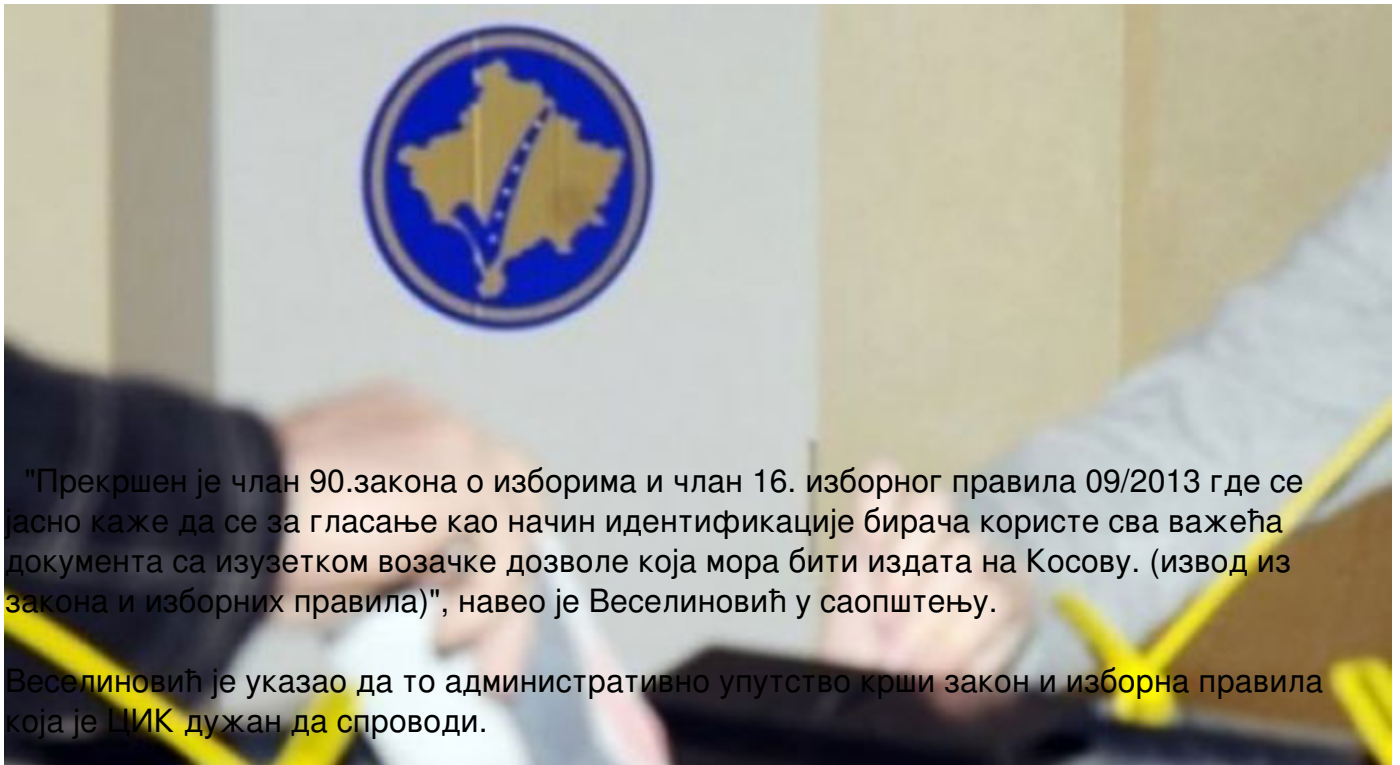 "Прекршен је члан 90.закона о изборима и члан 16. изборног правила 09/2013 где се
јасно каже да се за гласање као начин идентификације бирача користе сва важећа
документа са изузетком возачке дозволе која мора бити издата на Косову. (извод из
закона и изборних правила)", навео је Веселиновић у саопштењу.
Веселиновић је указао да то административно упутство крши закон и изборна правила
која је ЦИК дужан да спроводи.